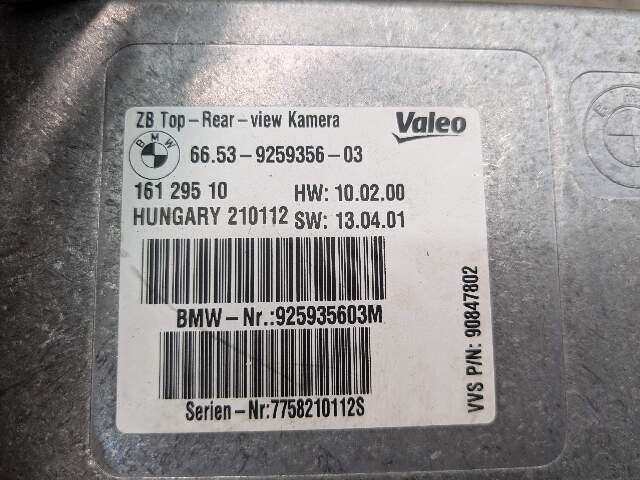 ZB Top-Rear-view Kamera
Valeo
BMW
66.53-9259356-03
161 295 10
HW: 10.02.00
HUNGARY 210112
SW: 13.04.01
BMW-Nr.:925935603M
Serien-Nr:7758210112S
VVS P/N: 90847802